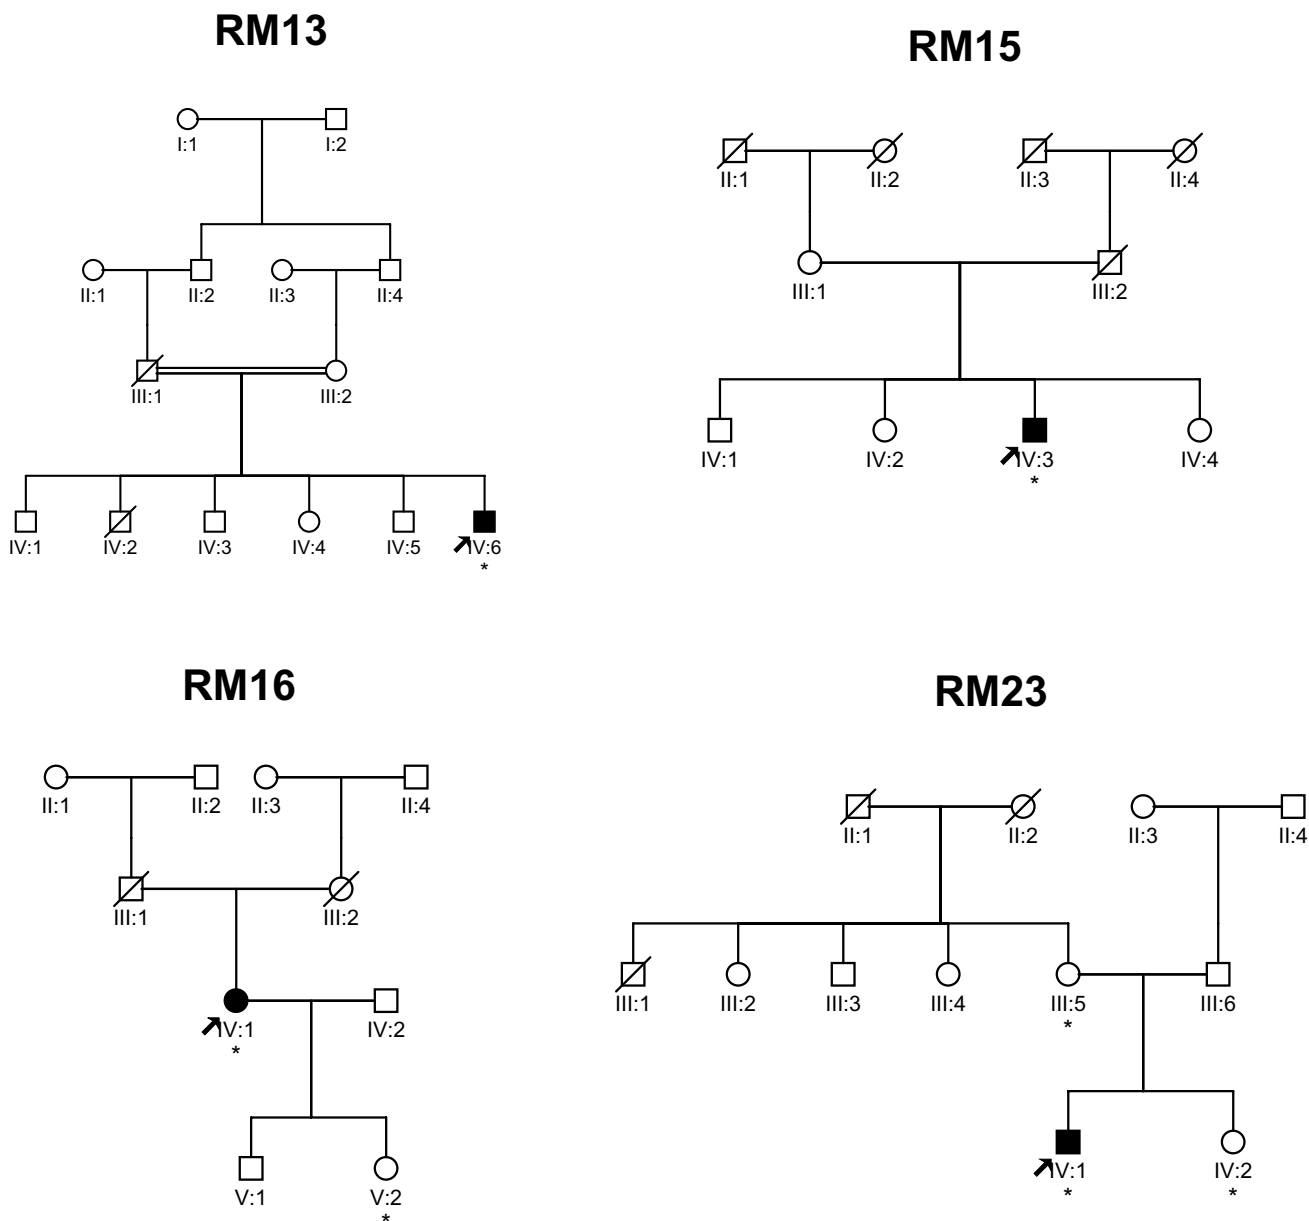 RM13
I:1 I:2
II:1 II:2 II:3 II:4
III:1 III:2
IV:1 IV:2 IV:3 IV:4 IV:5 IV:6
*
RM15
II:1 II:2 II:3 II:4
III:1 III:2
IV:1 IV:2 IV:3 IV:4
*
RM16
II:1 II:2 II:3 II:4
III:1 III:2
IV:1 IV:2
*
V:1 V:2
*
RM23
II:1 II:2 II:3 II:4
III:1 III:2 III:3 III:4 III:5 III:6
*
IV:1 IV:2
* *